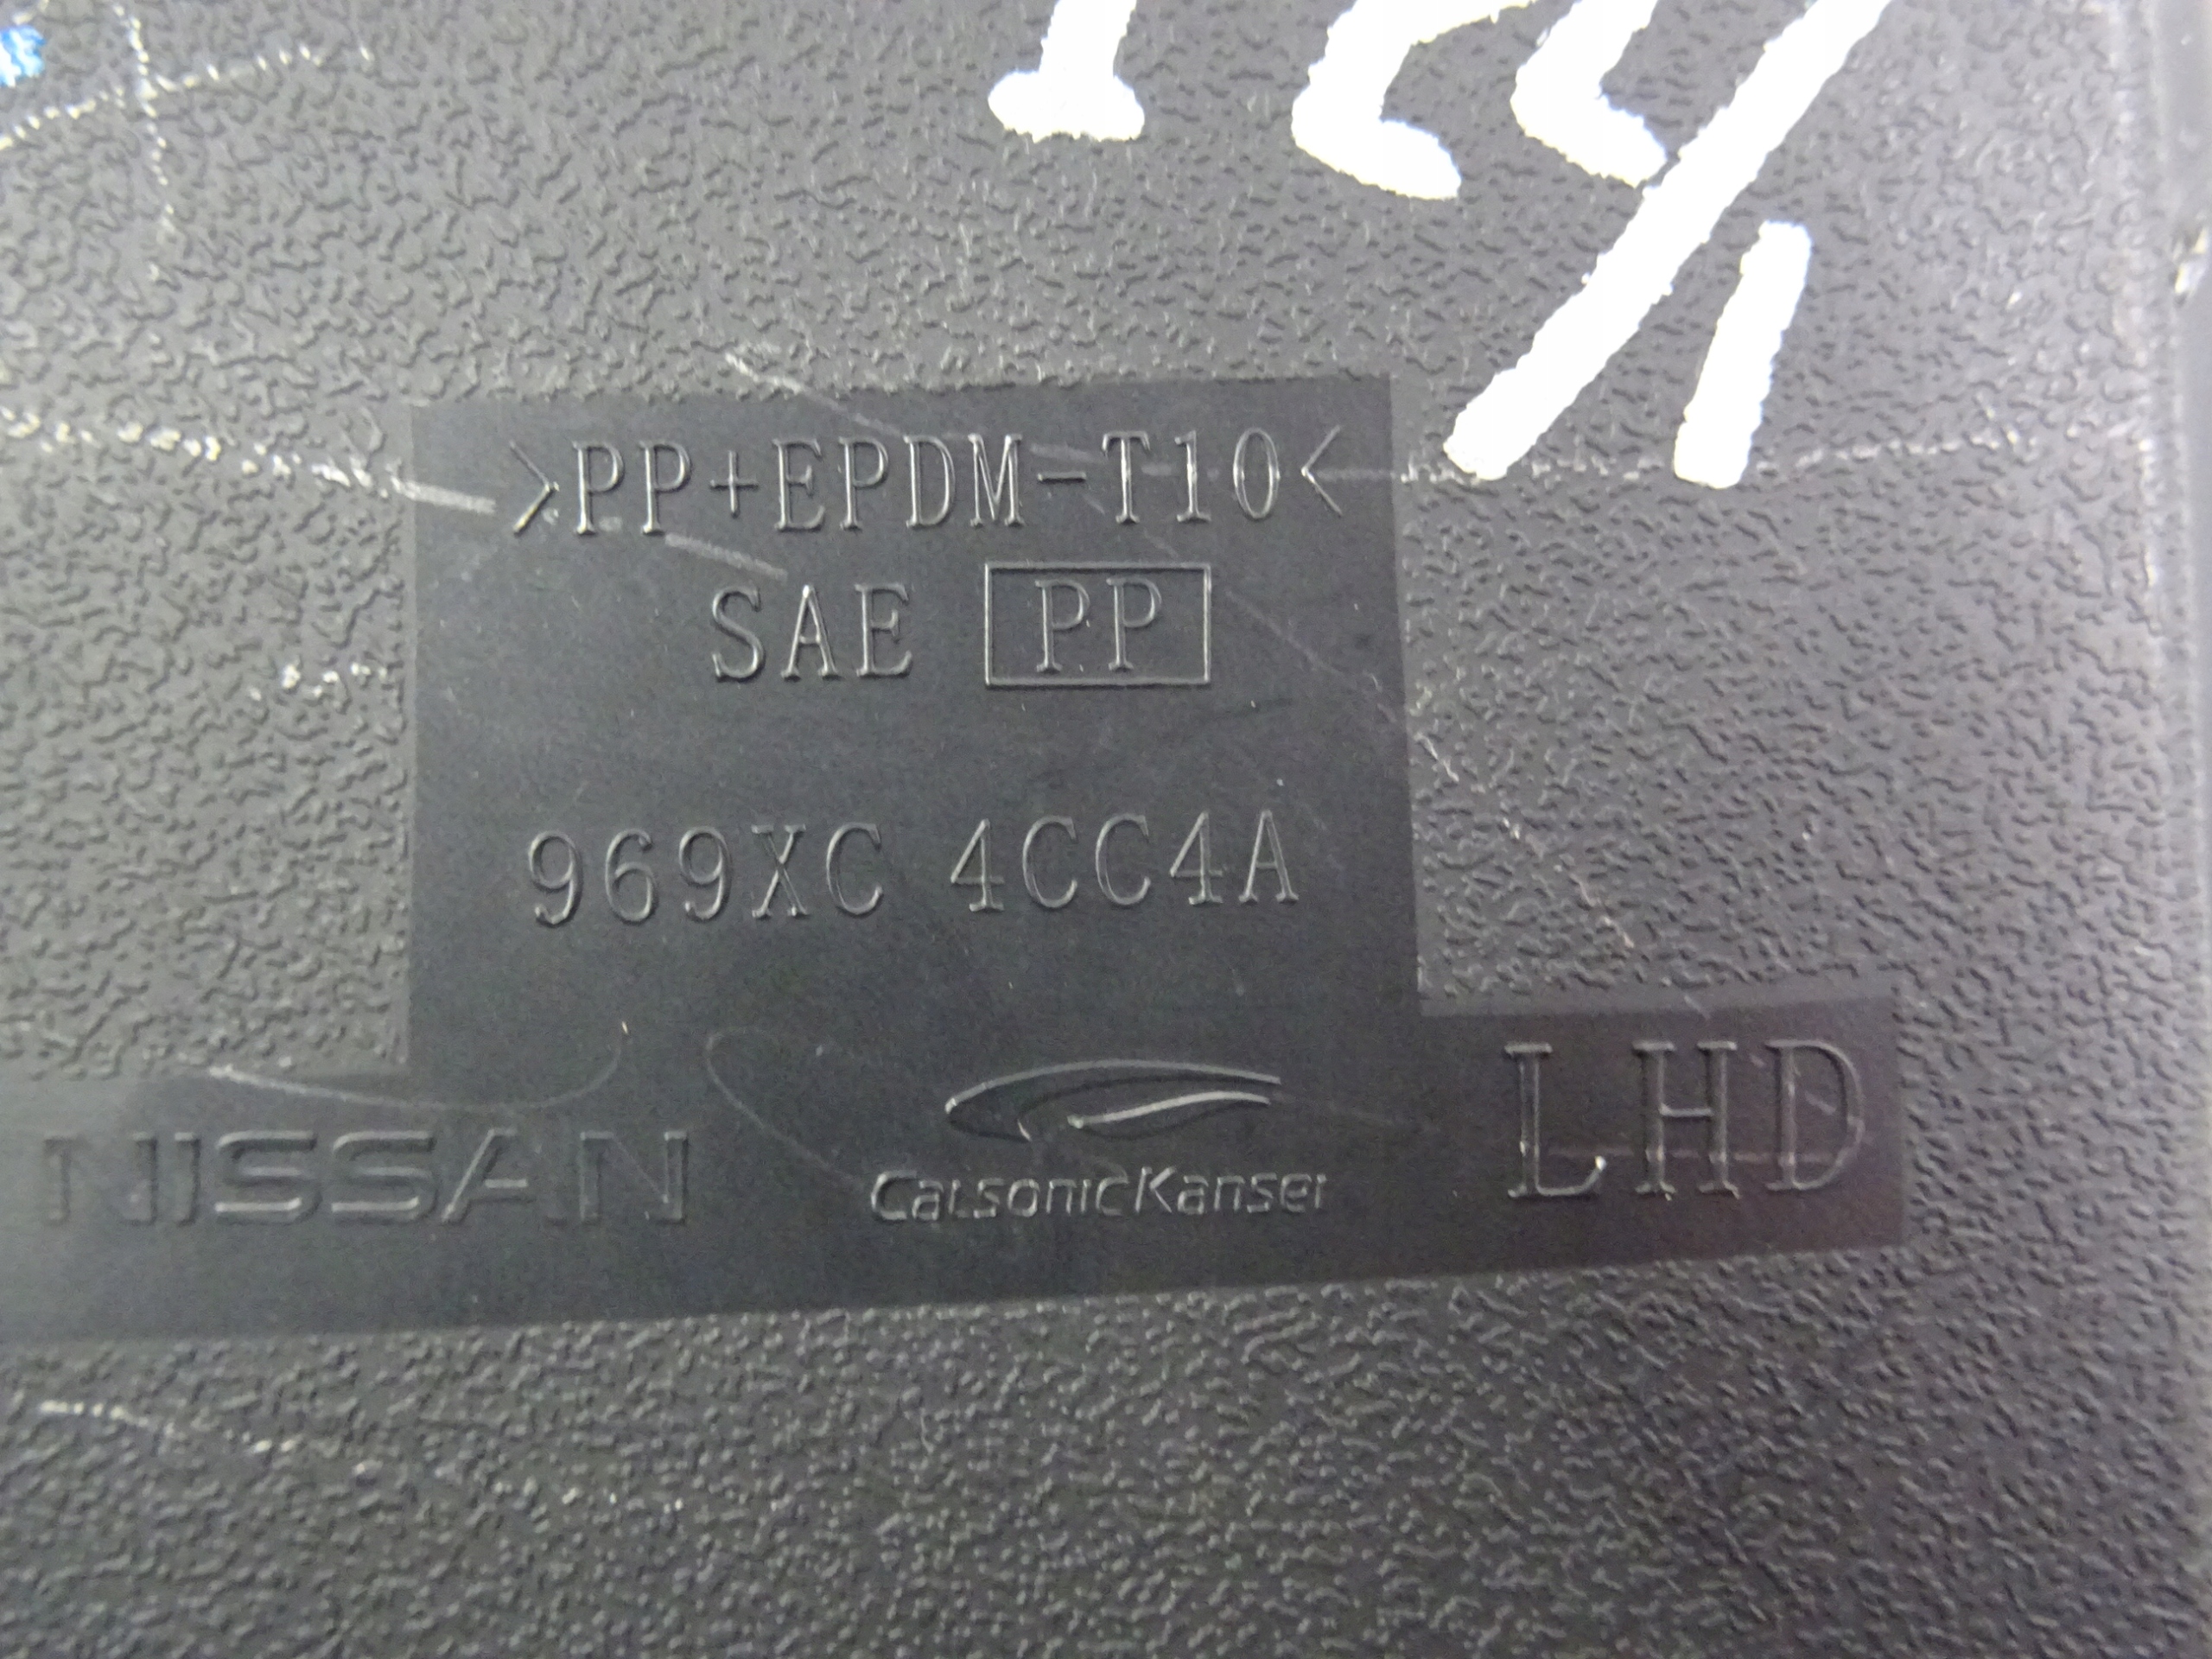 >PP+EPDM-T10<
SAE PP
969XC 4CC4A
NISSAN CalsonicKansei LHD